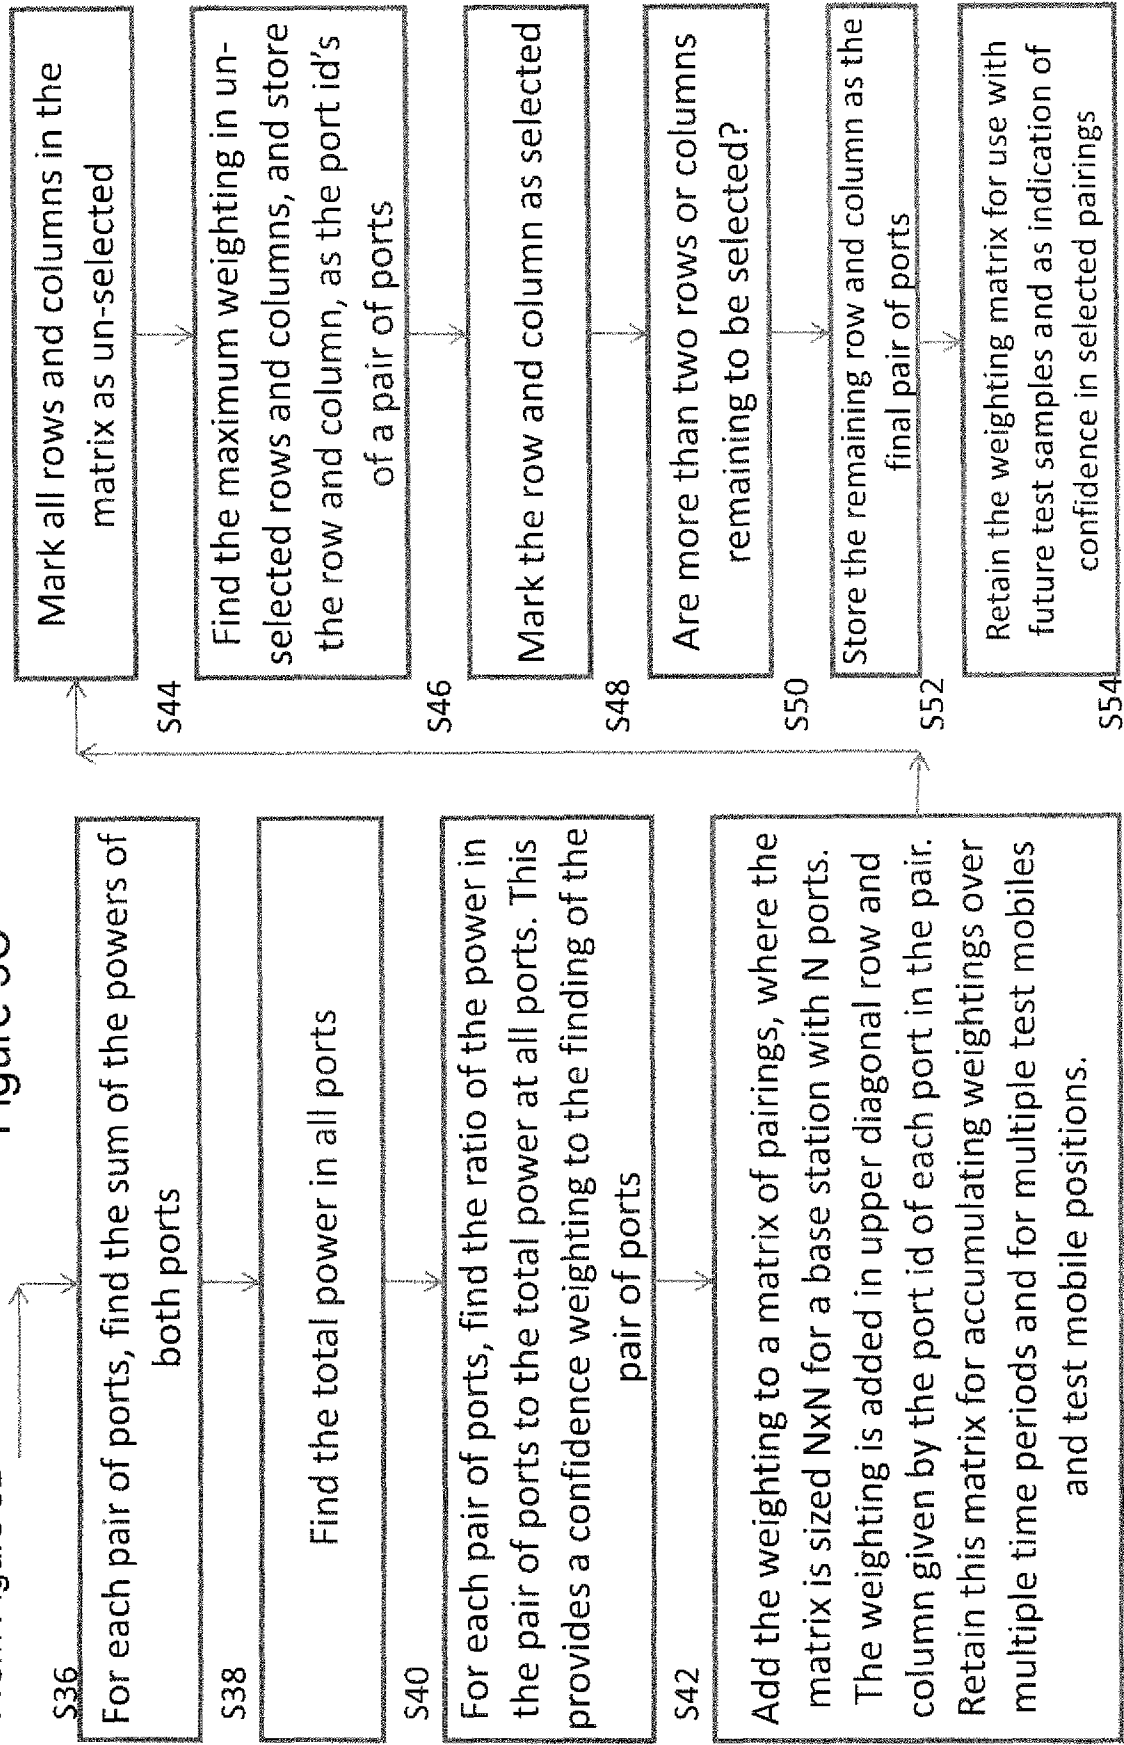 S36
For each pair of ports, find the sum of the powers of
both ports
S38
Find the total power in all ports
S40
For each pair of ports, find the ratio of the power in
the pair of ports to the total power at all ports. This
provides a confidence weighting to the finding of the
pair of ports
S42
Add the weighting to a matrix of pairings, where the
matrix is sized NxN for a base station with N ports.
The weighting is added in upper diagonal row and
column given by the port id of each port in the pair.
Retain this matrix for accumulating weightings over
multiple time periods and for multiple test mobiles
and test mobile positions.
Mark all rows and columns in the
matrix as un-selected
S44
Find the maximum weighting in un-
selected rows and columns, and store
the row and column, as the port id's
of a pair of ports
S46
Mark the row and column as selected
S48
Are more than two rows or columns
remaining to be selected?
S50
Store the remaining row and column as the
final pair of ports
S52
Retain the weighting matrix for use with
future test samples and as indication of
confidence in selected pairings
S54